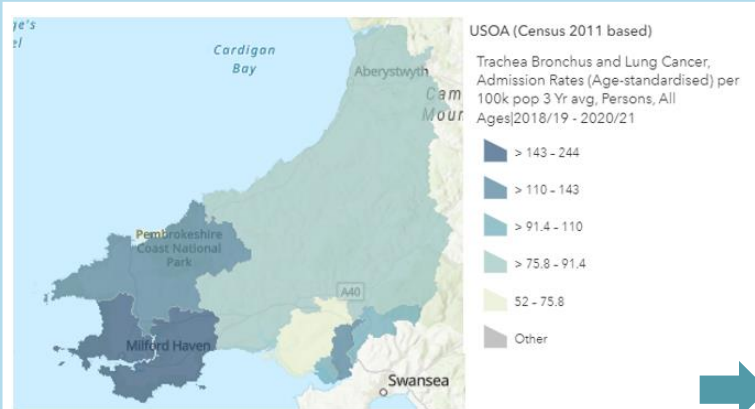 ge's
el
Cardigan
Bay
Aberystwyth
Cam
Moun
Pembrokeshire
Coast National
Park
A40
Milford Haven
Swansea
USOA (Census 2011 based)
Trachea Bronchus and Lung Cancer,
Admission Rates (Age-standardised) per
100k pop 3 Yr avg, Persons, All
Ages|2018/19 - 2020/21
> 143 - 244
> 110 - 143
> 91.4 - 110
> 75.8 - 91.4
52 - 75.8
Other